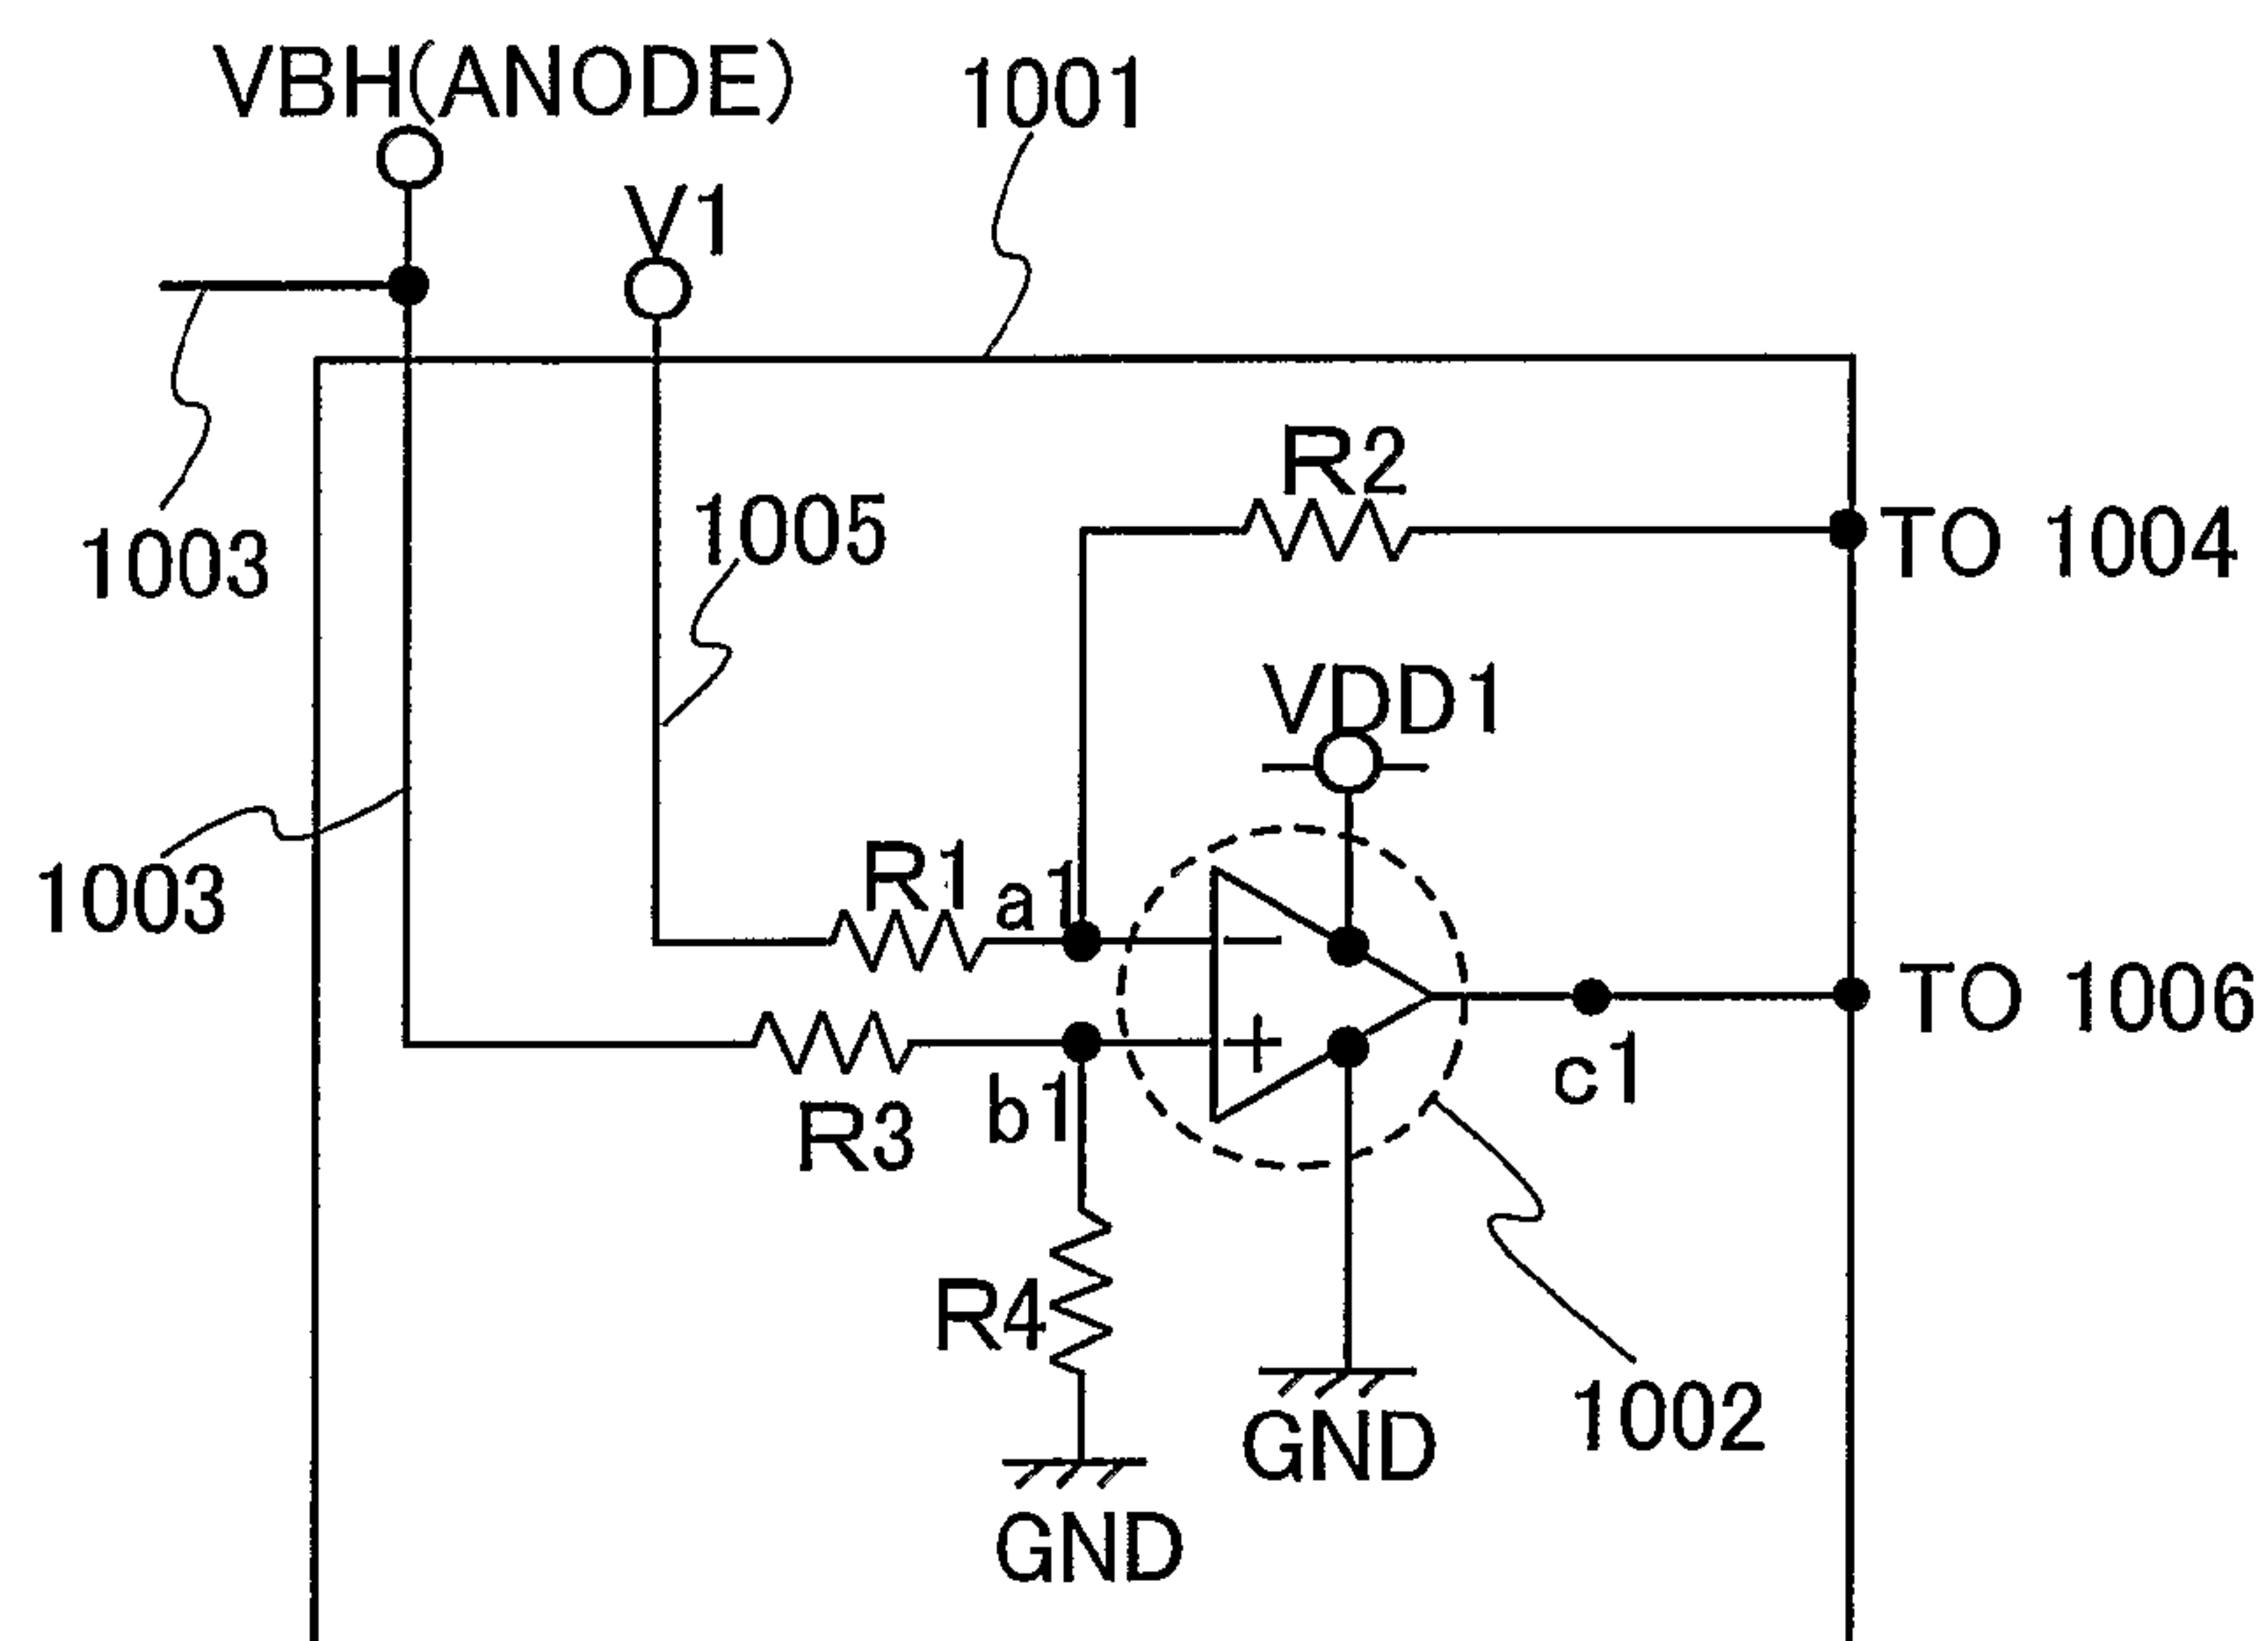 VBH(ANODE)
1001
V1
R2
1003
1005
TO 1004
VDD1
1003
R1
a1
−
+
TO 1006
c1
b1
R3
R4
1002
GND
GND